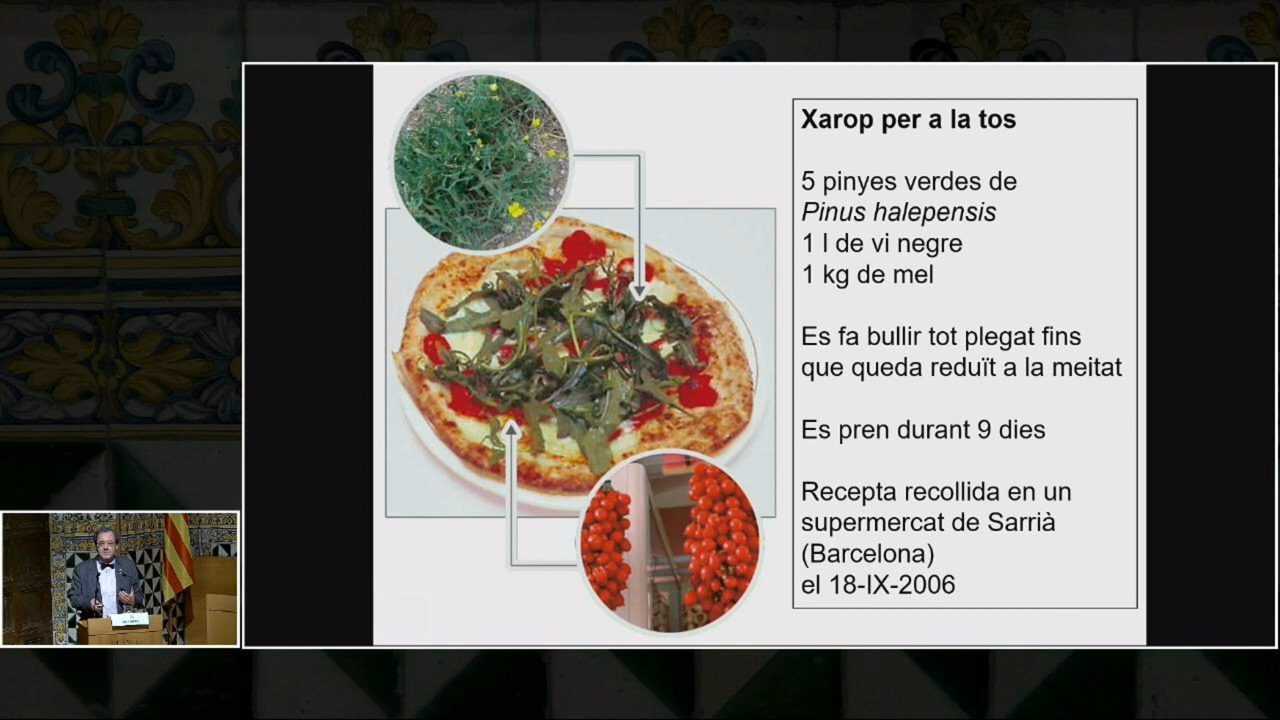 Xarop per a la tos
5 pinyes verdes de
Pinus halepensis
1 l de vi negre
1 kg de mel
Es fa bullir tot plegat fins
que queda reduït a la meitat
Es pren durant 9 dies
Recepta recollida en un
supermercat de Sarrià
(Barcelona)
el 18-IX-2006